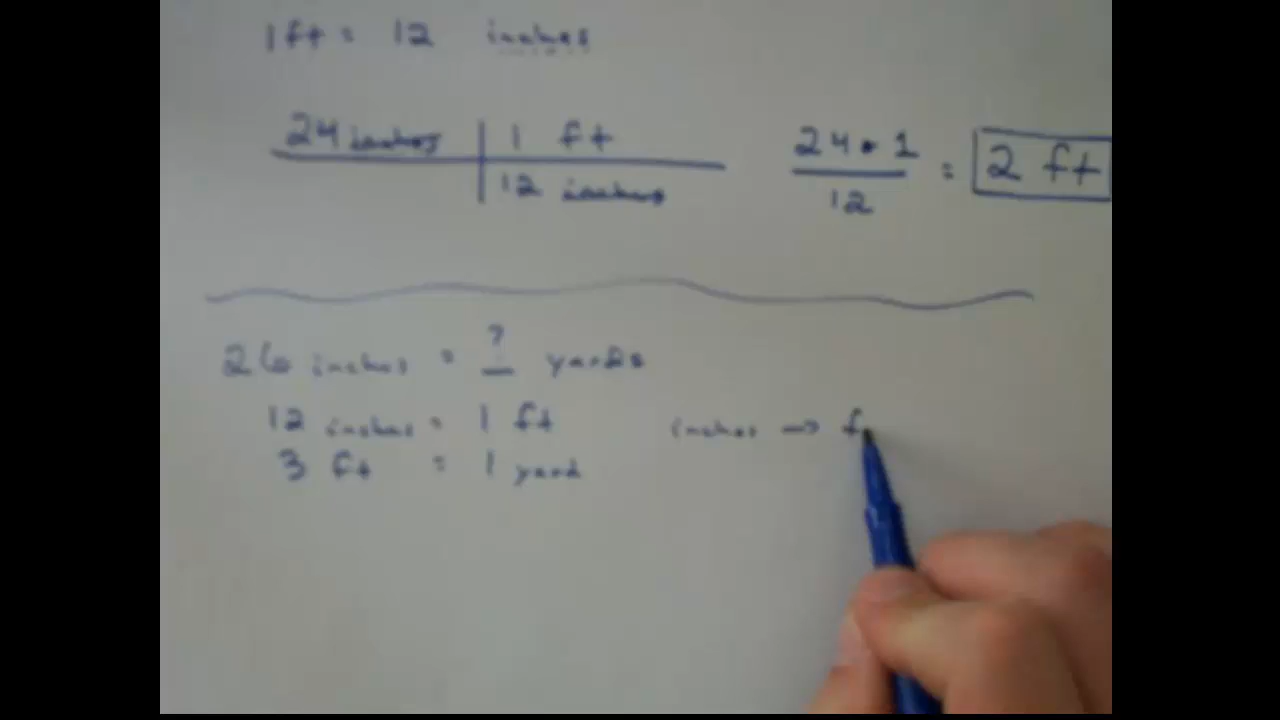 1 ft = 12 inches
24 inches | 1 ft
12 inches
24 • 1
12
= 2 ft
26 inches = ? yards
12 inches = 1 ft
inches → f
3 ft = 1 yard